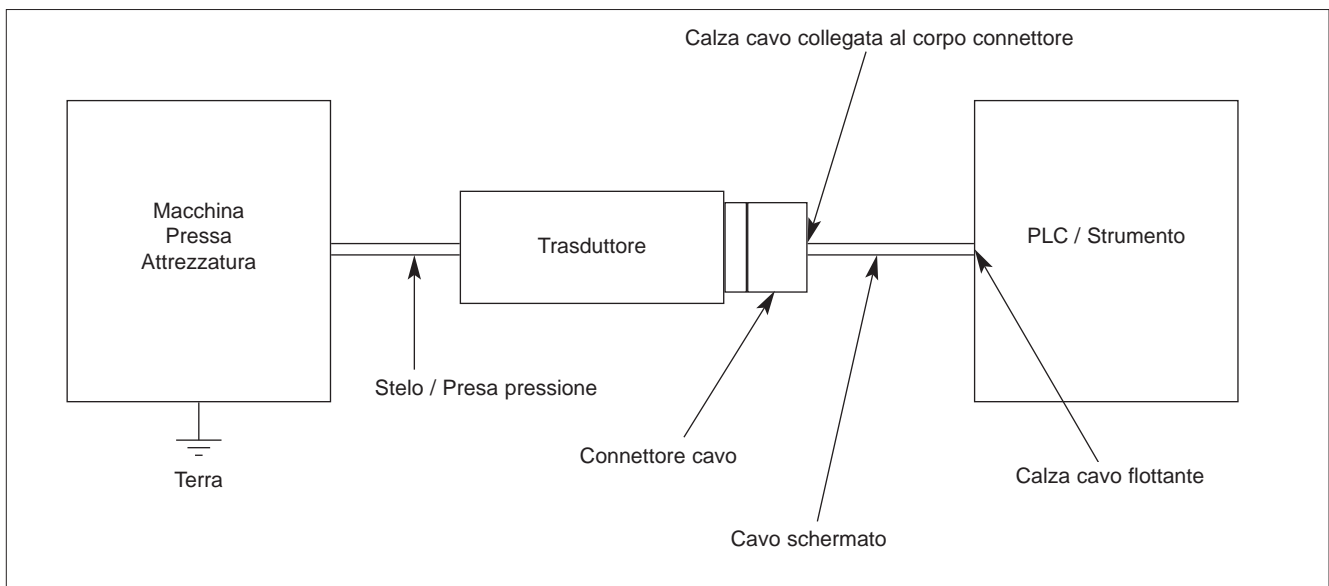 Calza cavo collegata al corpo connettore
Macchina
Pressa
Attrezzatura
Trasduttore
PLC / Strumento
Stelo / Presa pressione
Connettore cavo
Terra
Calza cavo flottante
Cavo schermato